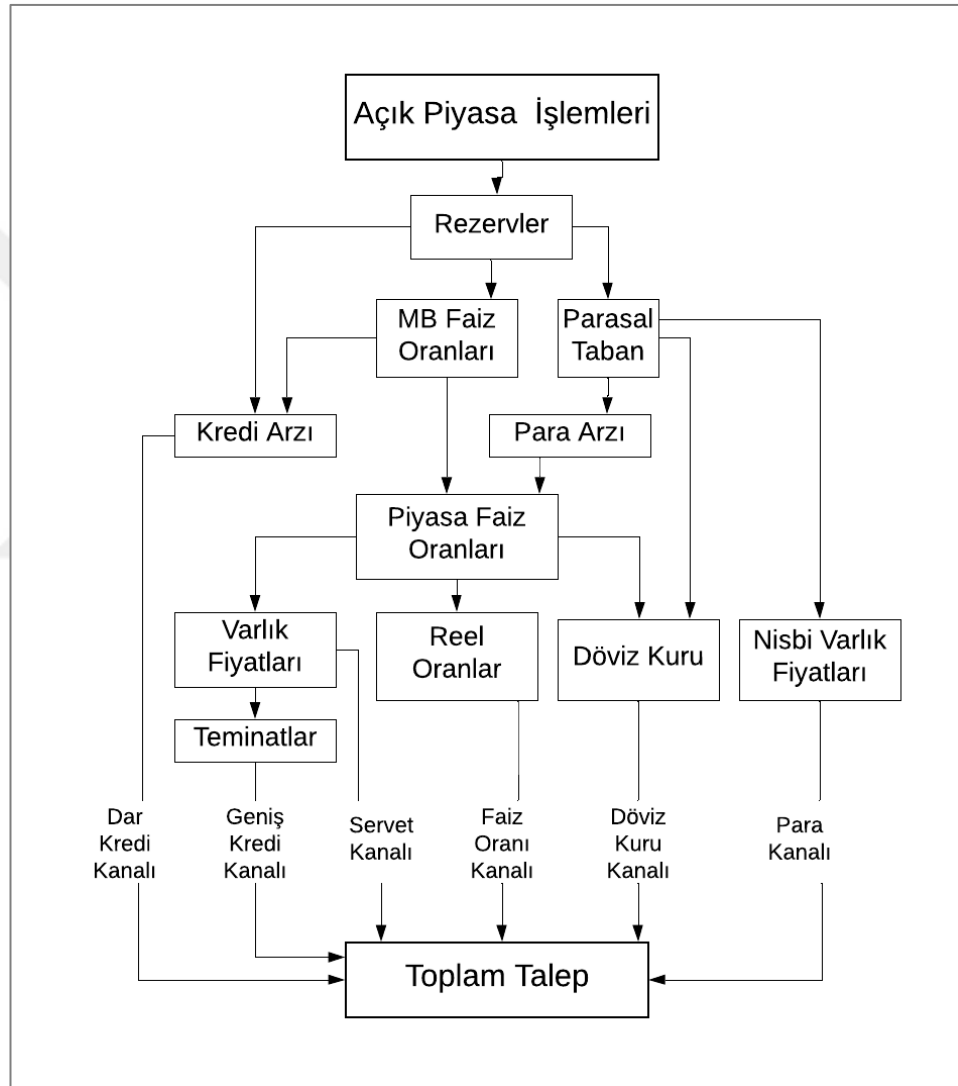 Açık Piyasa İşlemleri
Rezervler
MB Faiz
Oranları
Parasal
Taban
Kredi Arzı
Para Arzı
Piyasa Faiz
Oranları
Varlık
Fiyatları
Reel
Oranlar
Döviz Kuru
Nisbi Varlık
Fiyatları
Teminatlar
Dar
Kredi
Kanalı
Geniş
Kredi
Kanalı
Servet
Kanalı
Faiz
Oranı
Kanalı
Döviz
Kuru
Kanalı
Para
Kanalı
Toplam Talep